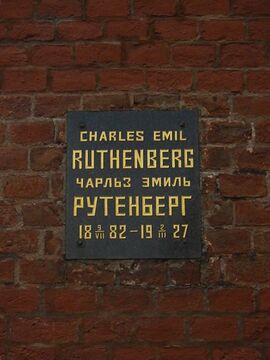 CHARLES EMIL
RUTHENBERG
ЧАРЛЬЗ ЭМИЛЬ
РУТЕНБЕРГ
18 9/VII 82-19 2/III 27